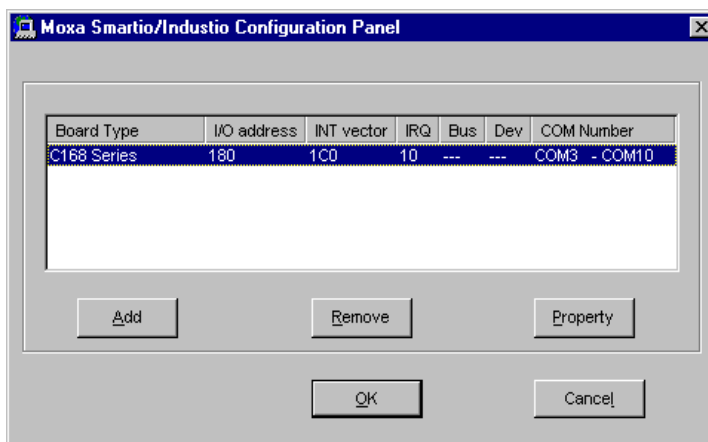 Moxa Smartio/Industio Configuration Panel
Board Type I/O address INT vector IRQ Bus Dev COM Number
C168 Series 180 1C0 10 --- --- COM3 - COM10
Add Remove Property
OK Cancel